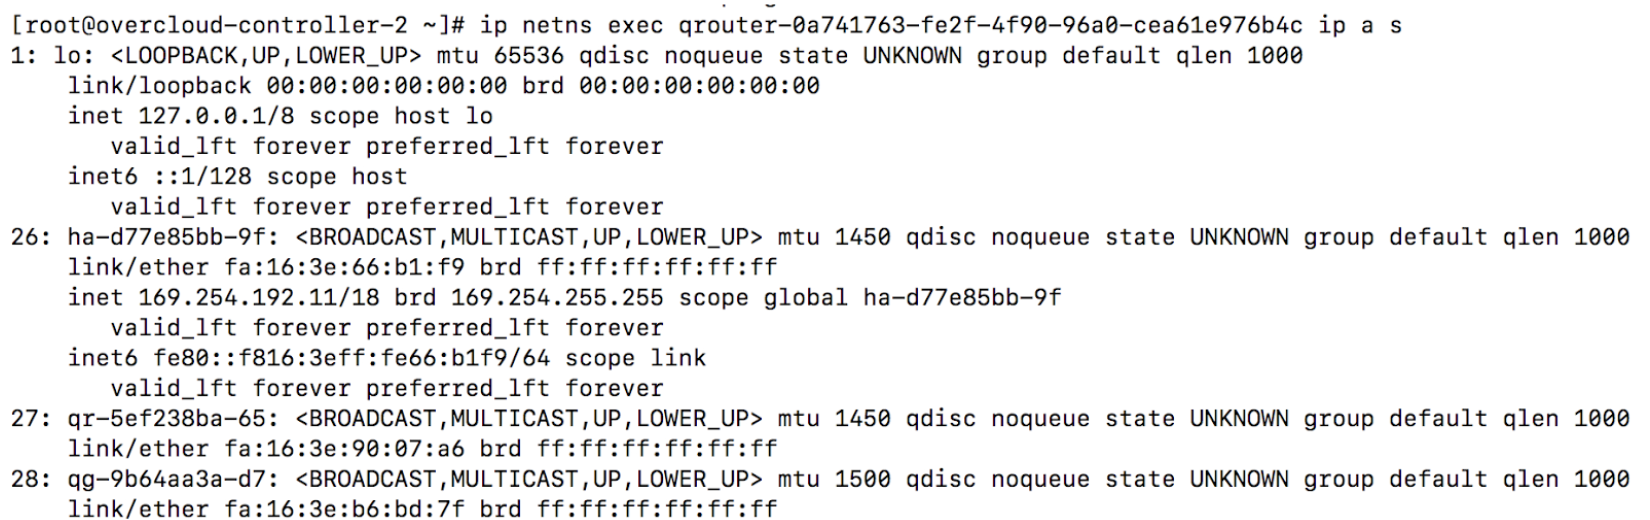 [root@overcloud-controller-2 ~]# ip netns exec qrouter-0a741763-fe2f-4f90-96a0-cea61e976b4c ip a s
1: lo: <LOOPBACK,UP,LOWER_UP> mtu 65536 qdisc noqueue state UNKNOWN group default qlen 1000
    link/loopback 00:00:00:00:00:00 brd 00:00:00:00:00:00
    inet 127.0.0.1/8 scope host lo
       valid_lft forever preferred_lft forever
    inet6 ::1/128 scope host
       valid_lft forever preferred_lft forever
26: ha-d77e85bb-9f: <BROADCAST,MULTICAST,UP,LOWER_UP> mtu 1450 qdisc noqueue state UNKNOWN group default qlen 1000
    link/ether fa:16:3e:66:b1:f9 brd ff:ff:ff:ff:ff:ff
    inet 169.254.192.11/18 brd 169.254.255.255 scope global ha-d77e85bb-9f
       valid_lft forever preferred_lft forever
    inet6 fe80::f816:3eff:fe66:b1f9/64 scope link
       valid_lft forever preferred_lft forever
27: qr-5ef238ba-65: <BROADCAST,MULTICAST,UP,LOWER_UP> mtu 1450 qdisc noqueue state UNKNOWN group default qlen 1000
    link/ether fa:16:3e:90:07:a6 brd ff:ff:ff:ff:ff:ff
28: qg-9b64aa3a-d7: <BROADCAST,MULTICAST,UP,LOWER_UP> mtu 1500 qdisc noqueue state UNKNOWN group default qlen 1000
    link/ether fa:16:3e:b6:bd:7f brd ff:ff:ff:ff:ff:ff